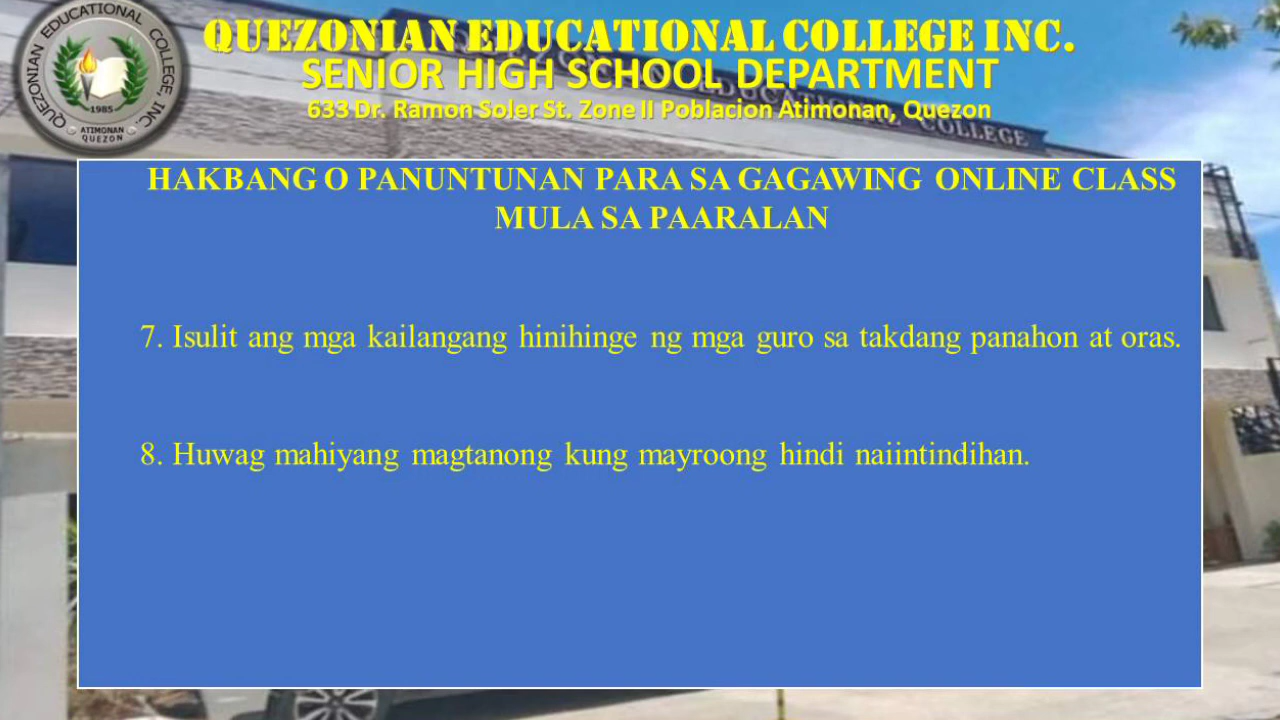 QUEZONIAN EDUCATIONAL COLLEGE INC.
SENIOR HIGH SCHOOL DEPARTMENT
633 Dr. Ramon Soler St. Zone II Poblacion Atimonan, Quezon
QUEZONIAN EDUCATIONAL COLLEGE, INC.
1985
ATIMONAN
QUEZON
EDUCATIONAL COLLEGE
HAKBANG O PANUNTUNAN PARA SA GAGAWING ONLINE CLASS
MULA SA PAARALAN
7. Isulit ang mga kailangang hinihinge ng mga guro sa takdang panahon at oras.
8. Huwag mahiyang magtanong kung mayroong hindi naiintindihan.